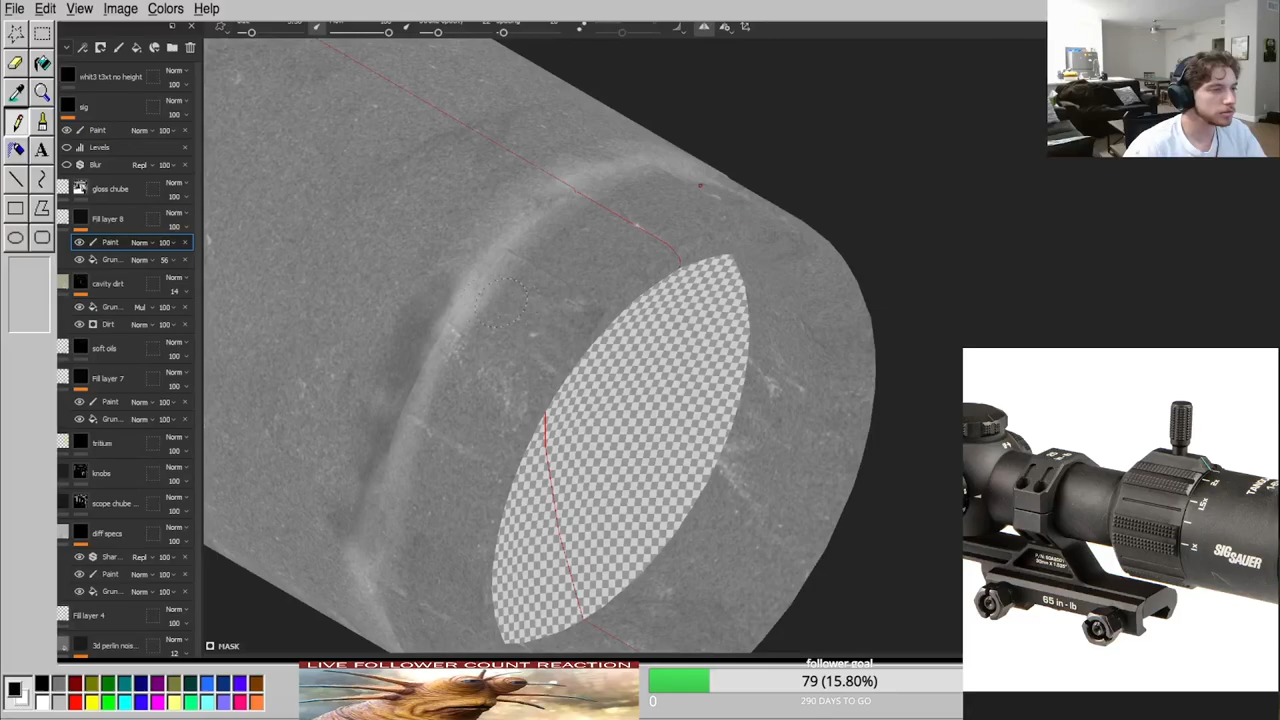 File Edit View Image Colors Help
whit3 t3xt no height Norm 100
sig Norm 100
Paint Norm 100
Levels
Blur Repl 100
gloss chube Norm 100
Fill layer 8 Norm 100
Paint Norm 100
Grun... Norm 56
cavity dirt Norm 14
Grun... Mul 100
Dirt Norm 100
soft oils Norm 100
Fill layer 7 Norm 100
Paint Norm 100
Grun... Norm 100
tritium Norm 100
knobs Norm 100
scope chube ... Norm 100
diff specs Norm 100
Shar... Repl 100
Paint Norm 100
Grun... Norm 100
Fill layer 4 Norm 100
3d perlin nois... Norm 12
MASK
65 in-lb
SIG SAUER
LIVE FOLLOWER COUNT REACTION
follower goal
79 (15.80%)
0
290 DAYS TO GO